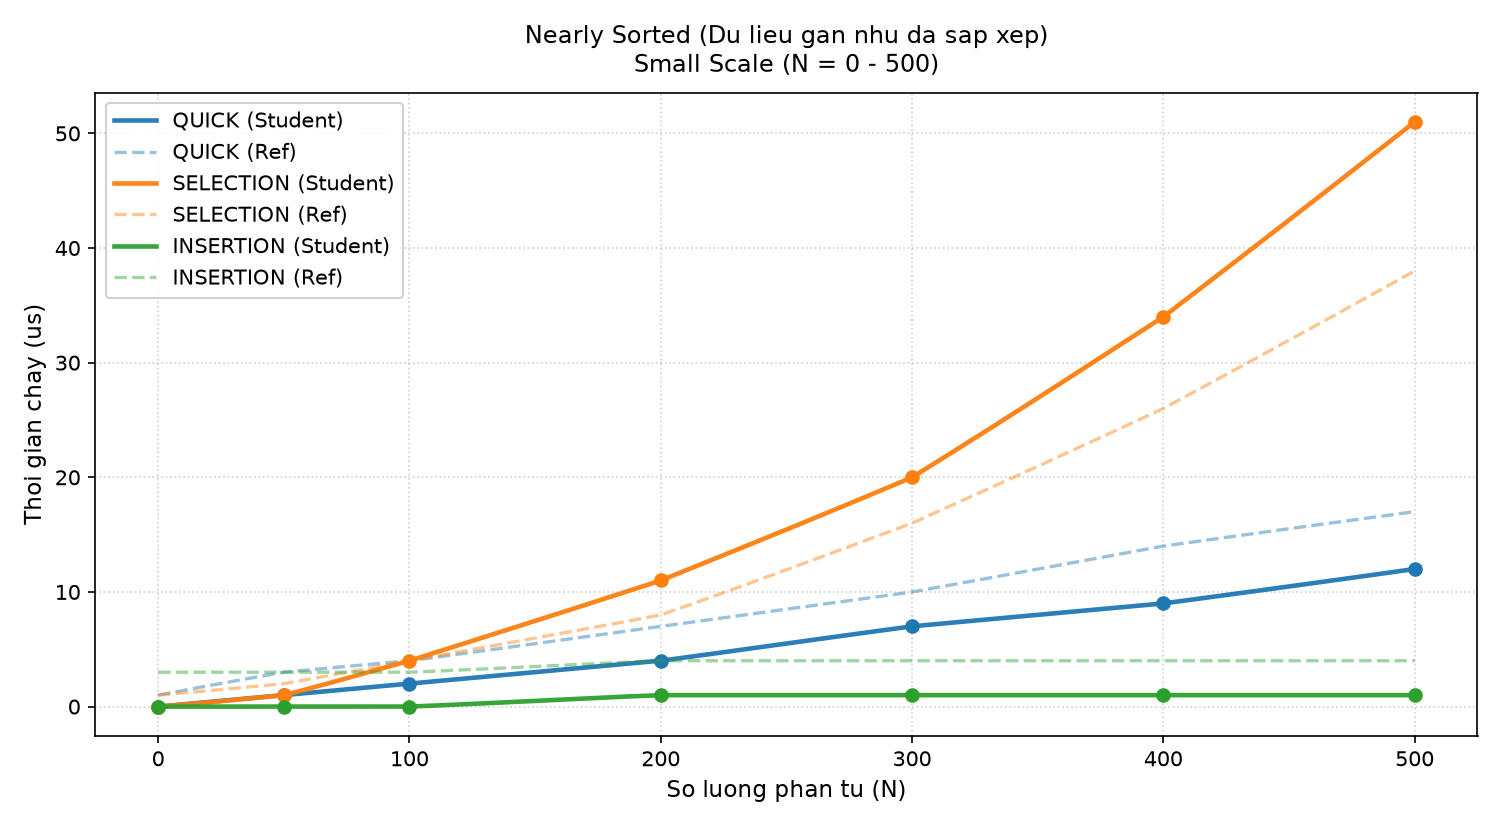 Nearly Sorted (Du lieu gan nhu da sap xep)
Small Scale (N = 0 - 500)
QUICK (Student)
QUICK (Ref)
SELECTION (Student)
SELECTION (Ref)
INSERTION (Student)
INSERTION (Ref)
Thoi gian chay (us)
50
40
30
20
10
0
0 100 200 300 400 500
So luong phan tu (N)